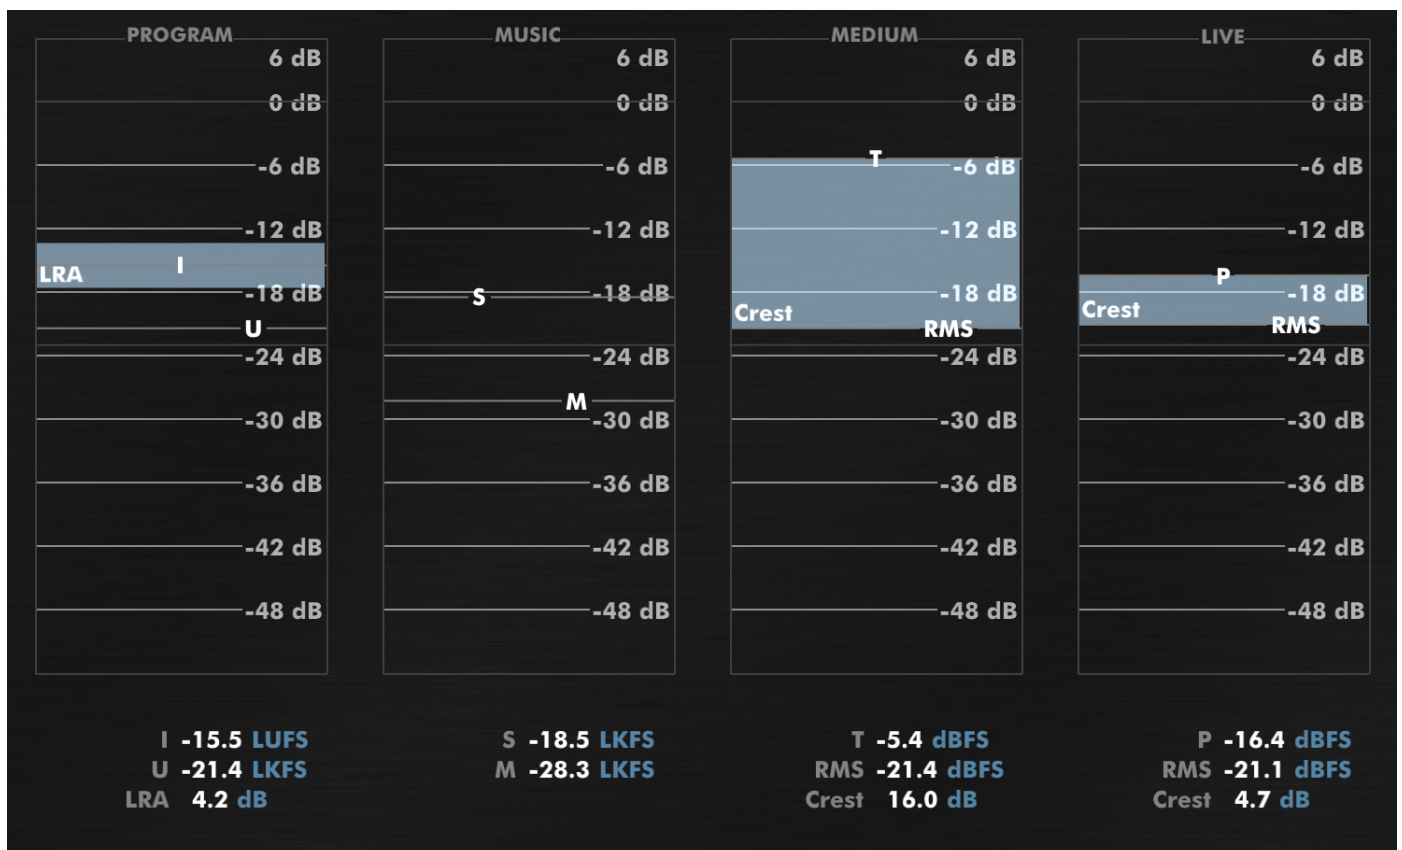 PROGRAM MUSIC MEDIUM LIVE
6 dB 6 dB 6 dB 6 dB
0 dB 0 dB 0 dB 0 dB
T
-6 dB -6 dB -6 dB -6 dB
-12 dB -12 dB -12 dB -12 dB
I
LRA P
-18 dB S -18 dB -18 dB -18 dB
Crest Crest
U RMS RMS
-24 dB -24 dB -24 dB -24 dB
M
-30 dB -30 dB -30 dB -30 dB
-36 dB -36 dB -36 dB -36 dB
-42 dB -42 dB -42 dB -42 dB
-48 dB -48 dB -48 dB -48 dB
I -15.5 LUFS S -18.5 LKFS T -5.4 dBFS P -16.4 dBFS
U -21.4 LKFS M -28.3 LKFS RMS -21.4 dBFS RMS -21.1 dBFS
LRA 4.2 dB Crest 16.0 dB Crest 4.7 dB